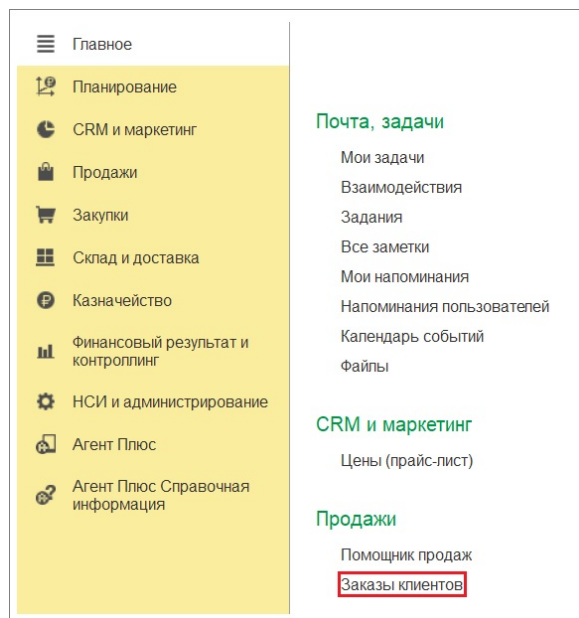 Главное
Планирование
CRM и маркетинг
Продажи
Закупки
Склад и доставка
Казначейство
Финансовый результат и
контроллинг
НСИ и администрирование
Агент Плюс
Агент Плюс Справочная
информация
Почта, задачи
Мои задачи
Взаимодействия
Задания
Все заметки
Мои напоминания
Напоминания пользователей
Календарь событий
Файлы
CRM и маркетинг
Цены (прайс-лист)
Продажи
Помощник продаж
Заказы клиентов